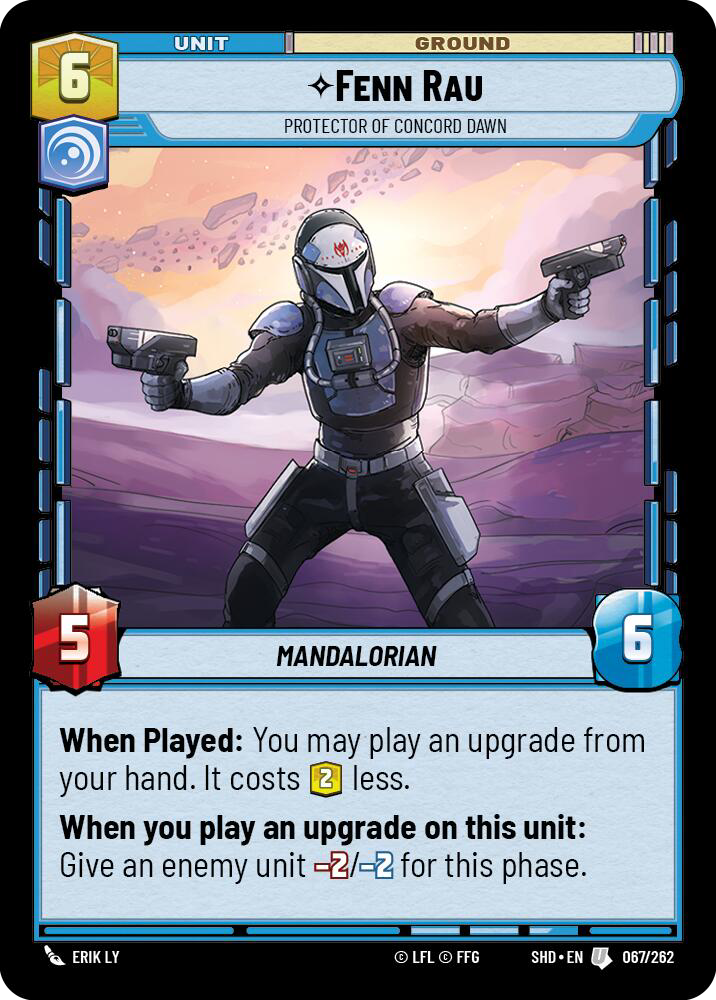 UNIT
GROUND
6
✧FENN RAU
PROTECTOR OF CONCORD DAWN
5
MANDALORIAN
6
When Played: You may play an upgrade from
your hand. It costs 2 less.
When you play an upgrade on this unit:
Give an enemy unit -2/-2 for this phase.
ERIK LY
© LFL © FFG
SHD • EN
U
067/262